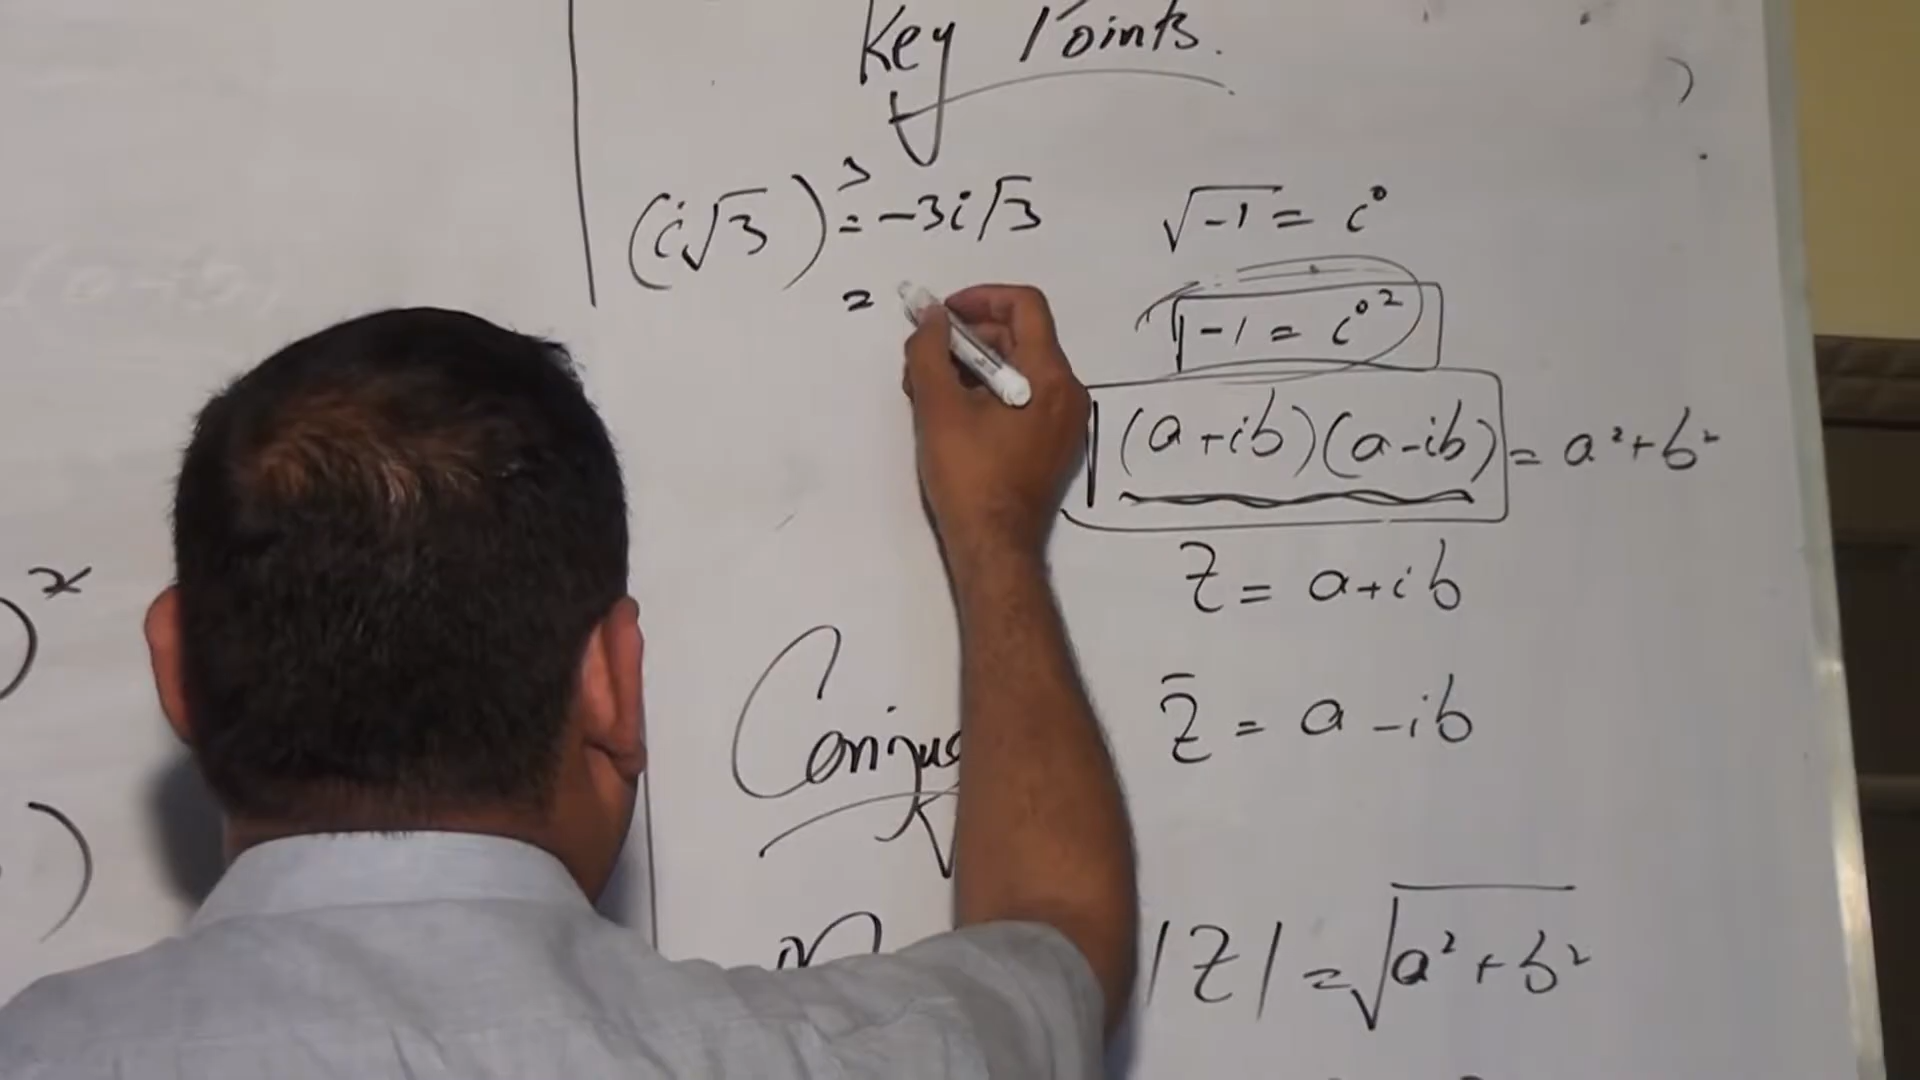 Key Points.
(i√3)³ = -3i√3
=
√-1 = i
-1 = i²
(a+ib)(a-ib) = a²+b²
Z = a+ib
Z̄ = a-ib
|Z| = √a²+b²
)ˣ
)